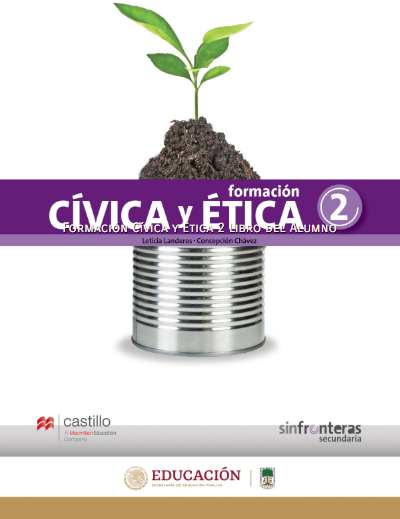 formación
CÍVICA Y ÉTICA 2
Formación Cívica y Ética 2 Libro del Alumno
Leticia Landeros • Concepción Chávez
castillo
A Macmillan Education
Company
sinfronteras
secundaria
EDUCACIÓN
SECRETARÍA DE EDUCACIÓN PÚBLICA